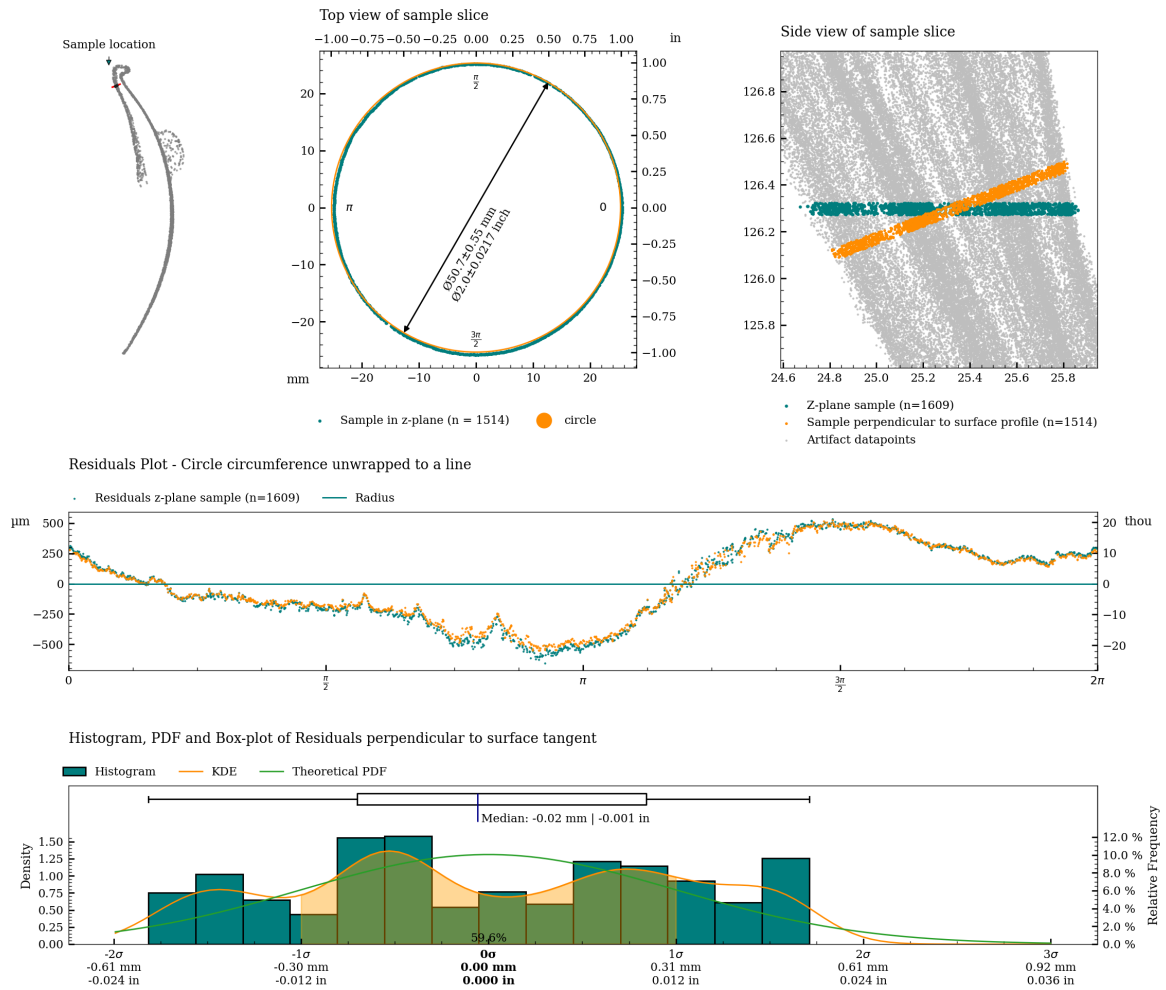 Sample location
Top view of sample slice
−1.00 −0.75 −0.50 −0.25 0.00 0.25 0.50 0.75 1.00 in
20
10
0
−10
−20
mm
−20 −10 0 10 20
1.00
0.75
0.50
0.25
0.00
−0.25
−0.50
−0.75
−1.00
π/2
π
0
3π/2
Ø50.7±0.55 mm
Ø2.0±0.0217 inch
Sample in z-plane (n = 1514)
circle
Side view of sample slice
126.8
126.6
126.4
126.2
126.0
125.8
24.6 24.8 25.0 25.2 25.4 25.6 25.8
Z-plane sample (n=1609)
Sample perpendicular to surface profile (n=1514)
Artifact datapoints
Residuals Plot - Circle circumference unwrapped to a line
Residuals z-plane sample (n=1609)
Radius
µm
500
250
0
−250
−500
thou
20
10
0
−10
−20
0 π/2 π 3π/2 2π
Histogram, PDF and Box-plot of Residuals perpendicular to surface tangent
Histogram
KDE
Theoretical PDF
Median: -0.02 mm | -0.001 in
Density
1.50
1.25
1.00
0.75
0.50
0.25
0.00
Relative Frequency
12.0 %
10.0 %
8.0 %
6.0 %
4.0 %
2.0 %
0.0 %
59.6%
-2σ -1σ 0σ 1σ 2σ 3σ
-0.61 mm -0.30 mm 0.00 mm 0.31 mm 0.61 mm 0.92 mm
-0.024 in -0.012 in 0.000 in 0.012 in 0.024 in 0.036 in